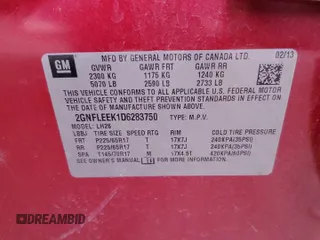 GM
MFD BY GENERAL MOTORS OF CANADA LTD.
02/13
GVWR GAWR FRT GAWR RR
2300 KG 1175 KG 1240 KG
5070 LB 2590 LB 2733 LB
THIS VEHICLE CONFORMS TO ALL APPLICABLE U.S. FEDERAL
MOTOR VEHICLE SAFETY, BUMPER, AND THEFT PREVENTION
STANDARDS IN EFFECT ON THE DATE OF MANUFACTURE SHOWN ABOVE.
2GNFLEEK1D6283750 TYPE: M.P.V.
MODEL: LH26
LBBJ TIRE SIZE SPEED RTG RIM COLD TIRE PRESSURE
FRT P225/65R17 T 17X7J 240KPA(35PSI)
RR P225/65R17 T 17X7J 240KPA(35PSI)
SPA T145/70R17 M 17X4.5T 420KPA(60PSI)
DREAMBID